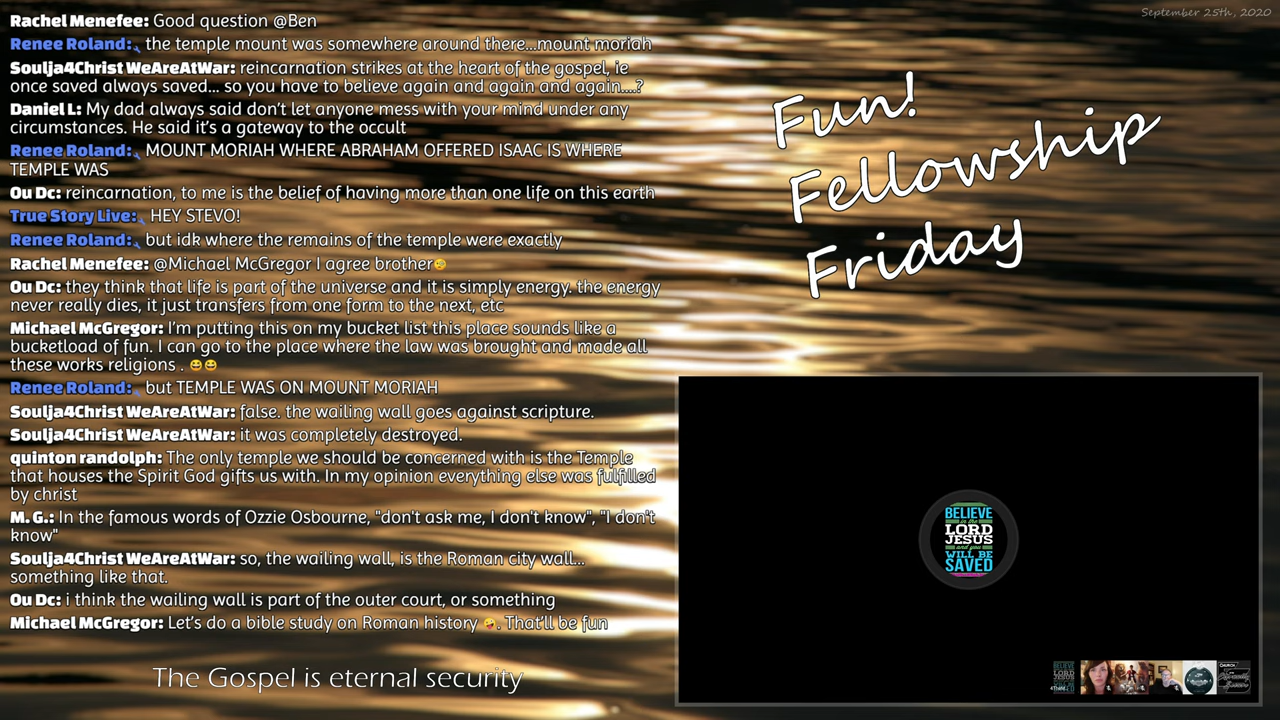 Rachel Menefee: Good question @Ben
Renee Roland: the temple mount was somewhere around there...mount moriah
Soulja4Christ WeAreAtWar: reincarnation strikes at the heart of the gospel, ie
once saved always saved... so you have to believe again and again and again....?
Daniel L: My dad always said don't let anyone mess with your mind under any
circumstances. He said it's a gateway to the occult
Renee Roland: MOUNT MORIAH WHERE ABRAHAM OFFERED ISAAC IS WHERE
TEMPLE WAS
Ou Dc: reincarnation, to me is the belief of having more than one life on this earth
True Story Live: HEY STEVO!
Renee Roland: but idk where the remains of the temple were exactly
Rachel Menefee: @Michael McGregor I agree brother😥
Ou Dc: they think that life is part of the universe and it is simply energy. the energy
never really dies, it just transfers from one form to the next, etc
Michael McGregor: I'm putting this on my bucket list this place sounds like a
bucketload of fun. I can go to the place where the law was brought and made all
these works religions . 😄😄
Renee Roland: but TEMPLE WAS ON MOUNT MORIAH
Soulja4Christ WeAreAtWar: false. the wailing wall goes against scripture.
Soulja4Christ WeAreAtWar: it was completely destroyed.
quinton randolph: The only temple we should be concerned with is the Temple
that houses the Spirit God gifts us with. In my opinion everything else was fulfilled
by christ
M. G.: In the famous words of Ozzie Osbourne, "don't ask me, I don't know", "I don't
know"
Soulja4Christ WeAreAtWar: so, the wailing wall, is the Roman city wall...
something like that.
Ou Dc: i think the wailing wall is part of the outer court, or something
Michael McGregor: Let's do a bible study on Roman history 🤪. That'll be fun
The Gospel is eternal security
September 25th, 2020
Fun!
Fellowship
Friday
BELIEVE
in the
LORD
JESUS
and you
WILL BE
SAVED
BELIEVE
LORD
JESUS